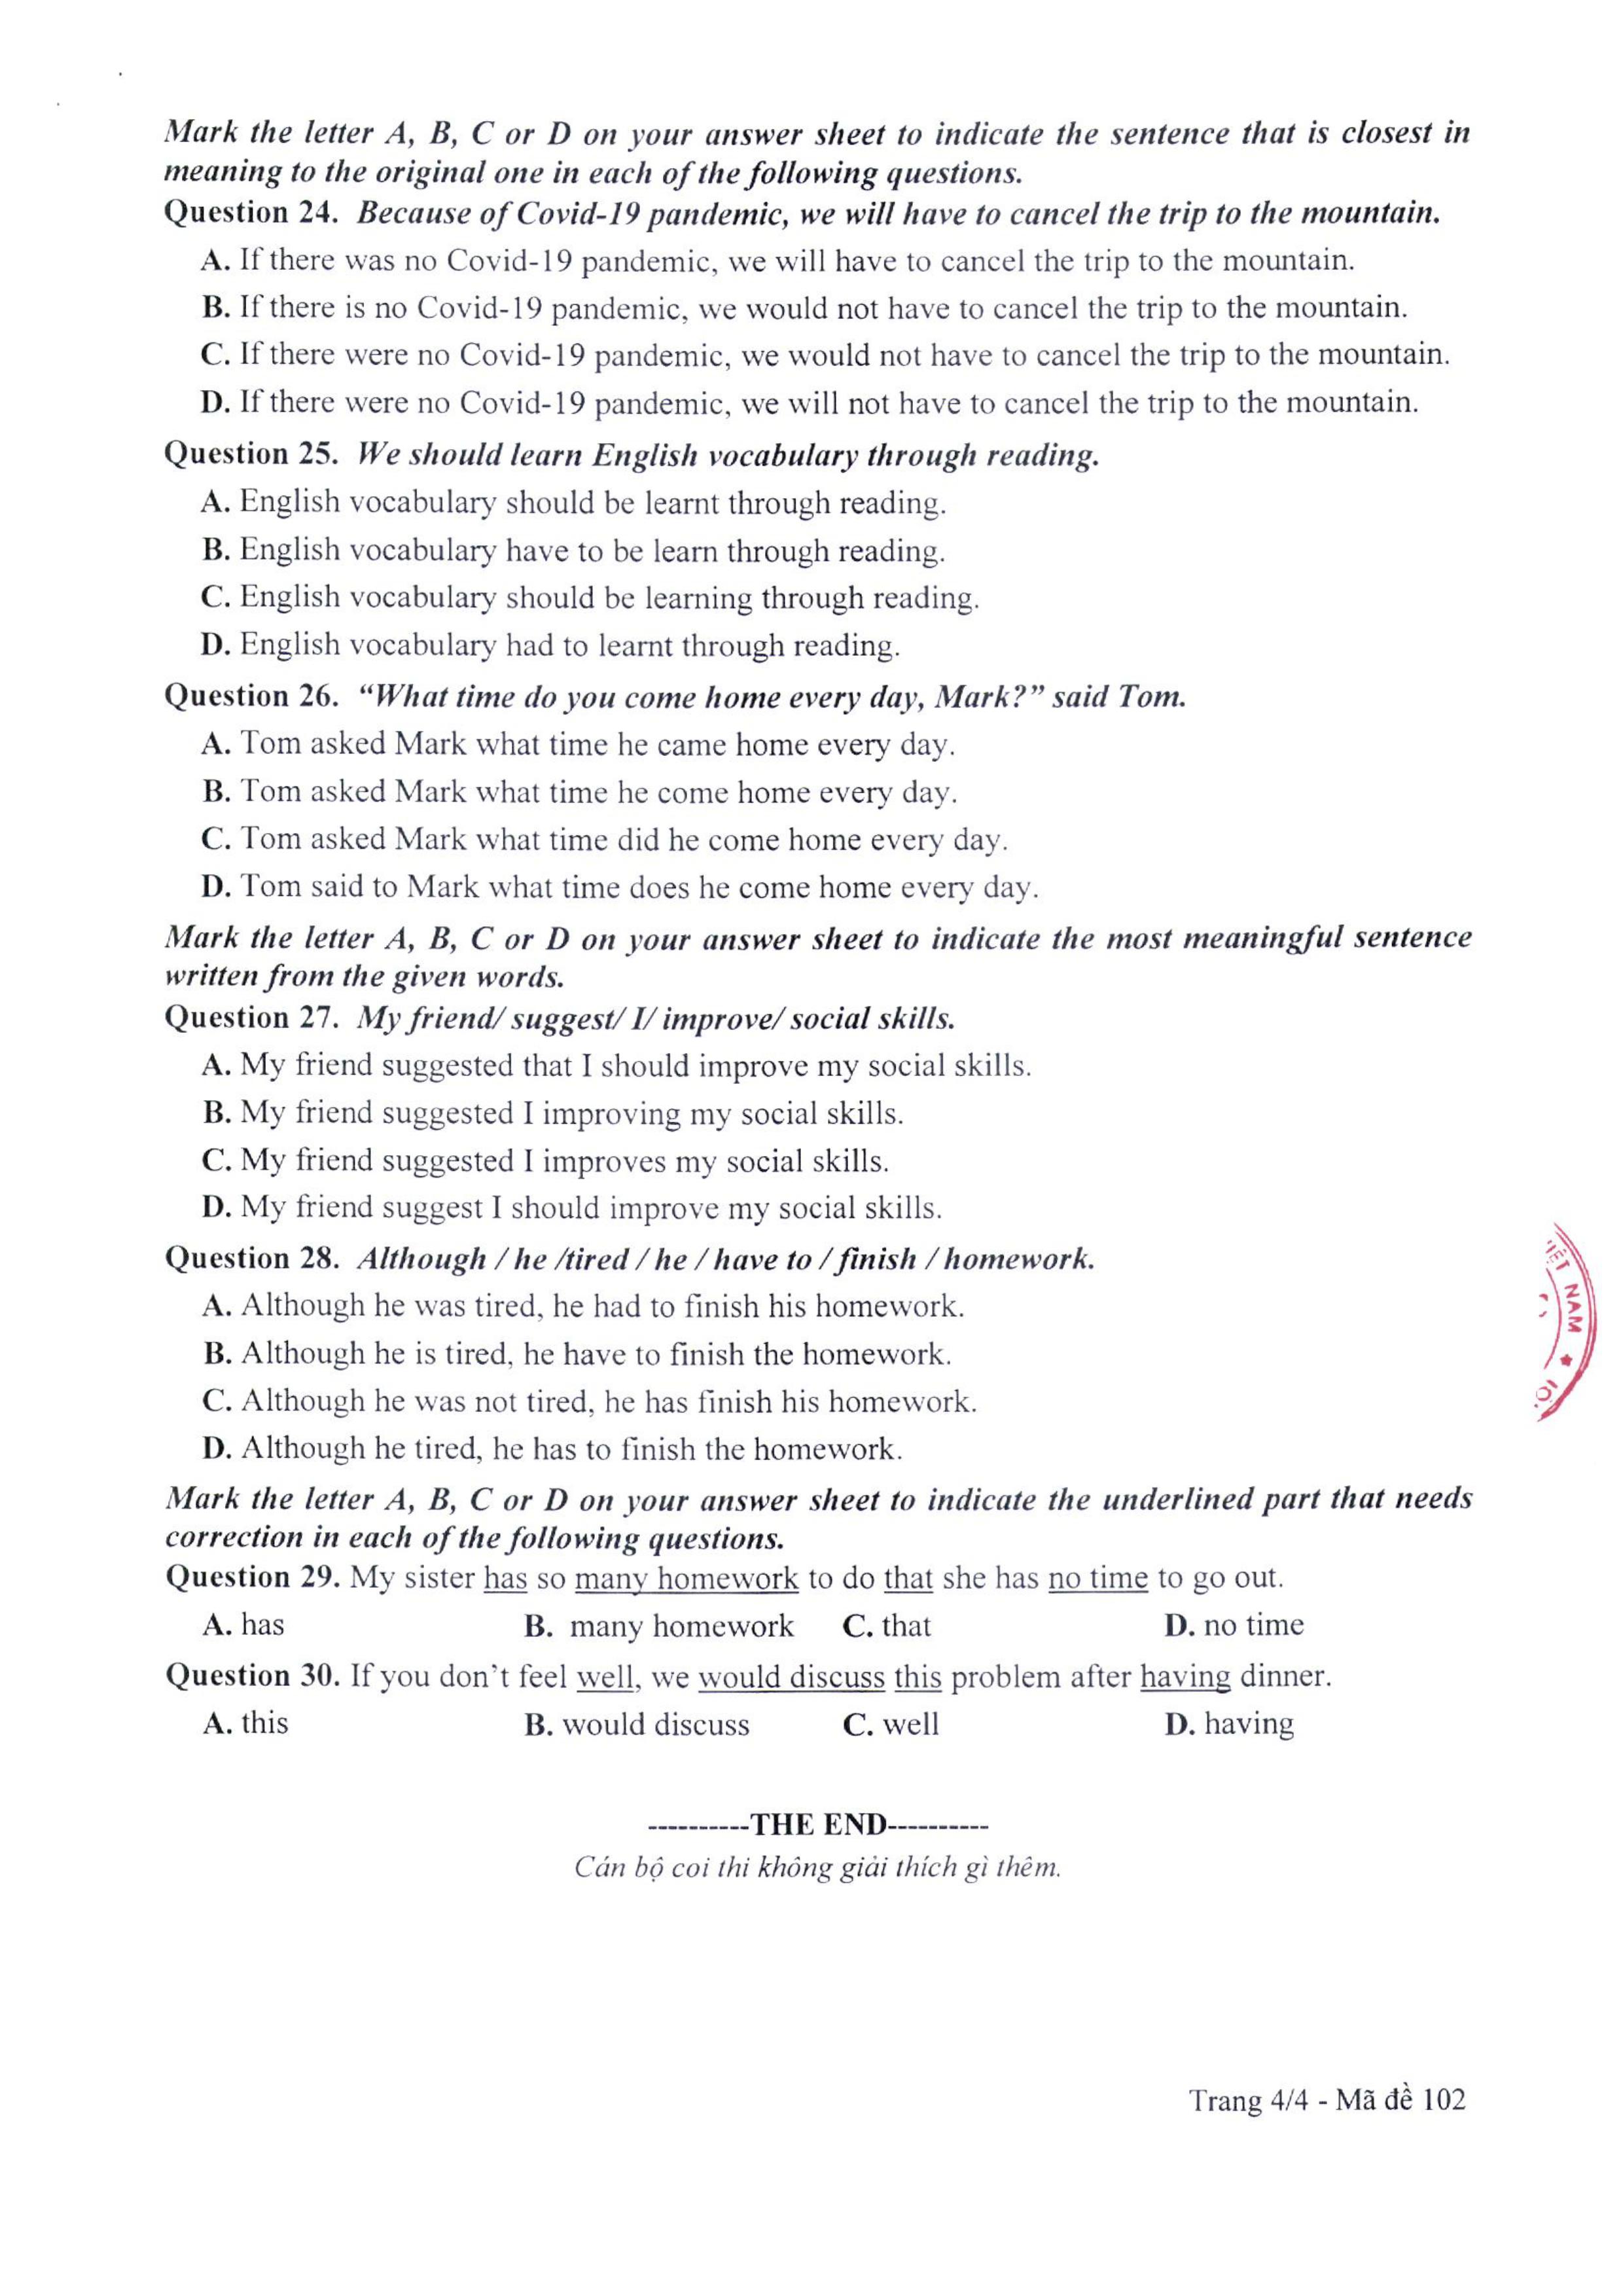 Mark the letter A, B, C or D on your answer sheet to indicate the sentence that is closest in
meaning to the original one in each of the following questions.
Question 24. Because of Covid-19 pandemic, we will have to cancel the trip to the mountain.
A. If there was no Covid-19 pandemic, we will have to cancel the trip to the mountain.
B. If there is no Covid-19 pandemic, we would not have to cancel the trip to the mountain.
C. If there were no Covid-19 pandemic, we would not have to cancel the trip to the mountain.
D. If there were no Covid-19 pandemic, we will not have to cancel the trip to the mountain.
Question 25. We should learn English vocabulary through reading.
A. English vocabulary should be learnt through reading.
B. English vocabulary have to be learn through reading.
C. English vocabulary should be learning through reading.
D. English vocabulary had to learnt through reading.
Question 26. “What time do you come home every day, Mark?” said Tom.
A. Tom asked Mark what time he came home every day.
B. Tom asked Mark what time he come home every day.
C. Tom asked Mark what time did he come home every day.
D. Tom said to Mark what time does he come home every day.
Mark the letter A, B, C or D on your answer sheet to indicate the most meaningful sentence
written from the given words.
Question 27. My friend/ suggest/ I/ improve/ social skills.
A. My friend suggested that I should improve my social skills.
B. My friend suggested I improving my social skills.
C. My friend suggested I improves my social skills.
D. My friend suggest I should improve my social skills.
Question 28. Although / he /tired / he / have to / finish / homework.
A. Although he was tired, he had to finish his homework.
B. Although he is tired, he have to finish the homework.
C. Although he was not tired, he has finish his homework.
D. Although he tired, he has to finish the homework.
Mark the letter A, B, C or D on your answer sheet to indicate the underlined part that needs
correction in each of the following questions.
Question 29. My sister has so many homework to do that she has no time to go out.
A. has B. many homework C. that D. no time
Question 30. If you don’t feel well, we would discuss this problem after having dinner.
A. this B. would discuss C. well D. having
----------THE END----------
Cán bộ coi thi không giải thích gì thêm.
Trang 4/4 - Mã đề 102
NAM